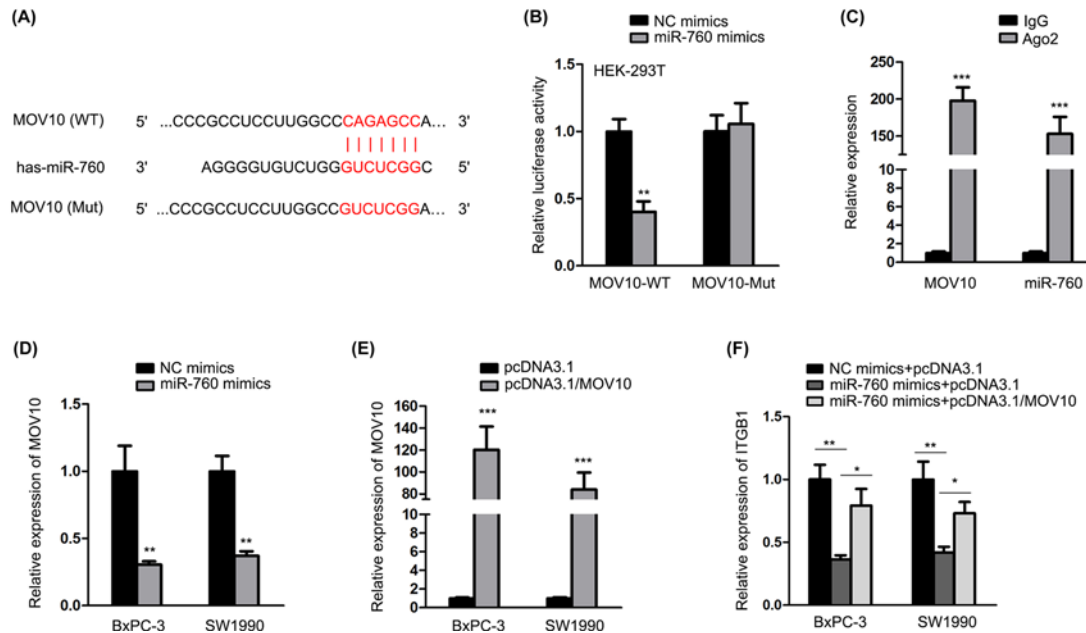 (A)
MOV10 (WT) 5' ...CCCGCCUCCUUGGCCCAGAGCCA... 3'
has-miR-760 3' AGGGGUGUCUGGGUCUCGGC 5'
MOV10 (Mut) 5' ...CCCGCCUCCUUGGCCGUCUCGGA... 3'
(B)
NC mimics
miR-760 mimics
HEK-293T
Relative luciferase activity
1.5
1.0
0.5
0.0
**
MOV10-WT MOV10-Mut
(C)
IgG
Ago2
Relative expression
250
200
150
100
10
8
6
4
2
0
*** ***
MOV10 miR-760
(D)
NC mimics
miR-760 mimics
Relative expression of MOV10
1.5
1.0
0.5
0.0
** **
BxPC-3 SW1990
(E)
pcDNA3.1
pcDNA3.1/MOV10
Relative expression of MOV10
160
140
120
100
80
10
8
6
4
2
0
*** ***
BxPC-3 SW1990
(F)
NC mimics+pcDNA3.1
miR-760 mimics+pcDNA3.1
miR-760 mimics+pcDNA3.1/MOV10
Relative expression of ITGB1
1.5
1.0
0.5
0.0
** * ** *
BxPC-3 SW1990